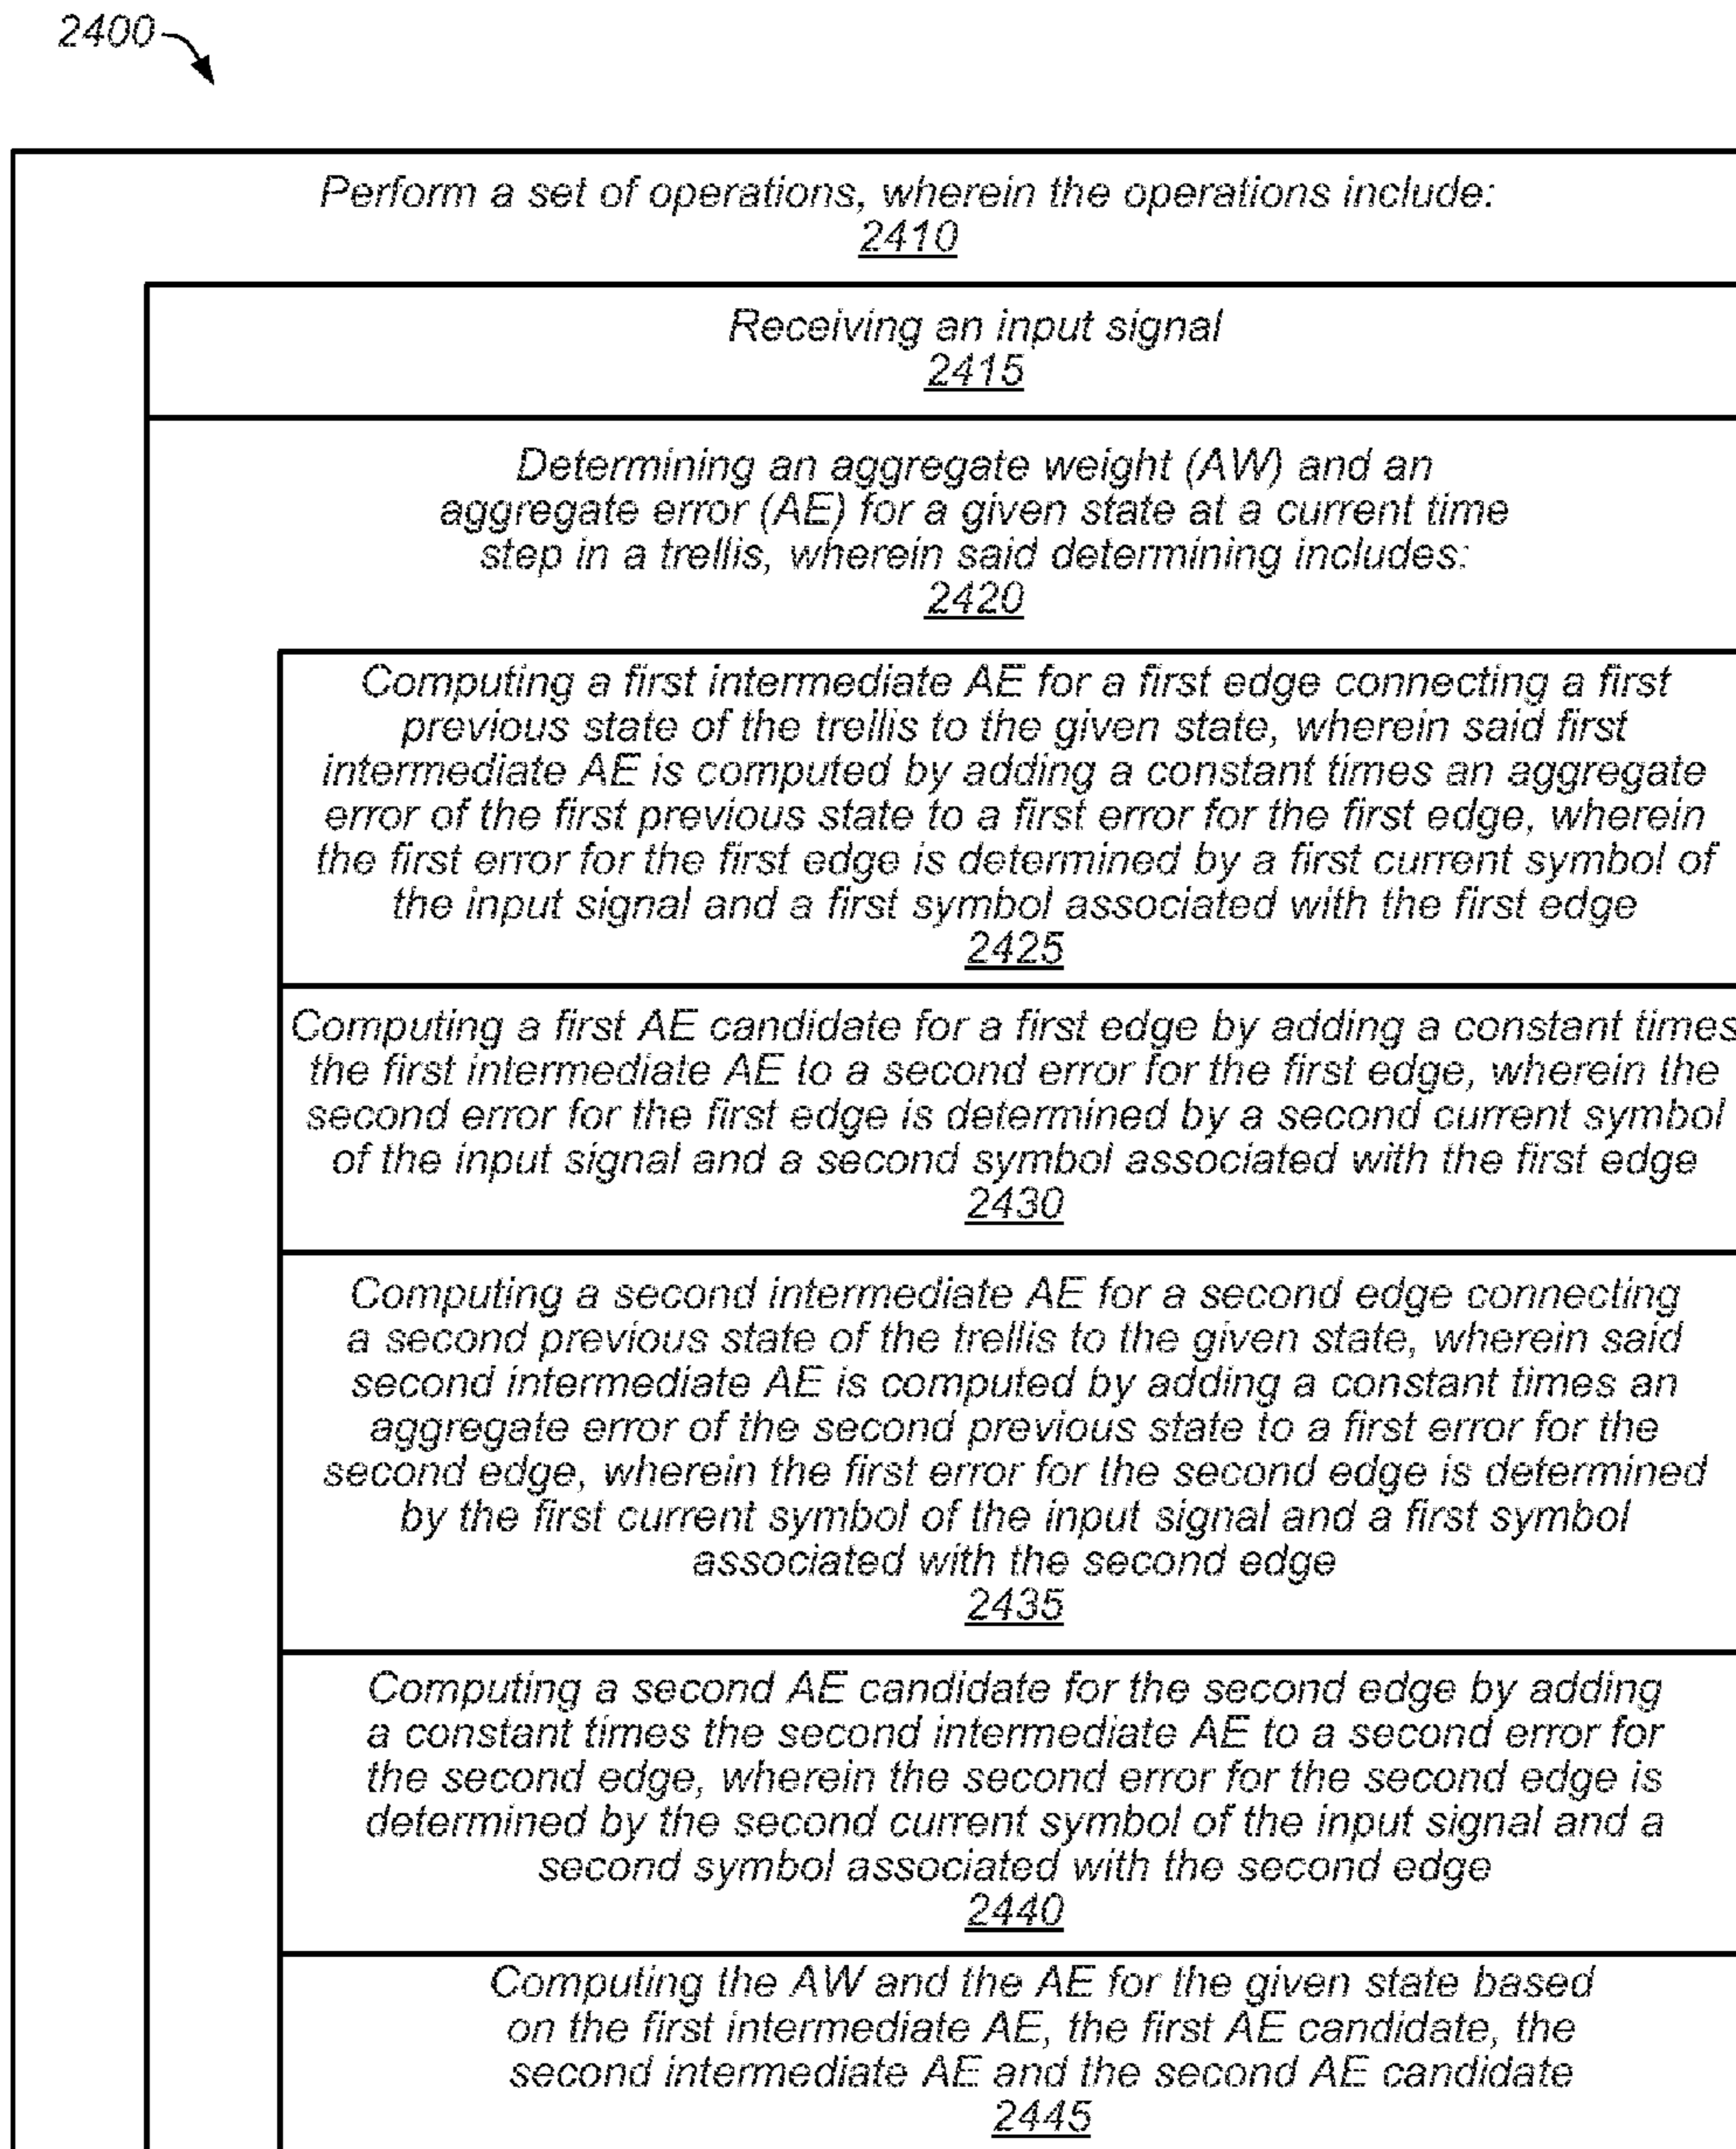 2400
Perform a set of operations, wherein the operations include:
2410
Receiving an input signal
2415
Determining an aggregate weight (AW) and an
aggregate error (AE) for a given state at a current time
step in a trellis, wherein said determining includes:
2420
Computing a first intermediate AE for a first edge connecting a first
previous state of the trellis to the given state, wherein said first
intermediate AE is computed by adding a constant times an aggregate
error of the first previous state to a first error for the first edge, wherein
the first error for the first edge is determined by a first current symbol of
the input signal and a first symbol associated with the first edge
2425
Computing a first AE candidate for a first edge by adding a constant times
the first intermediate AE to a second error for the first edge, wherein the
second error for the first edge is determined by a second current symbol
of the input signal and a second symbol associated with the first edge
2430
Computing a second intermediate AE for a second edge connecting
a second previous state of the trellis to the given state, wherein said
second intermediate AE is computed by adding a constant times an
aggregate error of the second previous state to a first error for the
second edge, wherein the first error for the second edge is determined
by the first current symbol of the input signal and a first symbol
associated with the second edge
2435
Computing a second AE candidate for the second edge by adding
a constant times the second intermediate AE to a second error for
the second edge, wherein the second error for the second edge is
determined by the second current symbol of the input signal and a
second symbol associated with the second edge
2440
Computing the AW and the AE for the given state based
on the first intermediate AE, the first AE candidate, the
second intermediate AE and the second AE candidate
2445